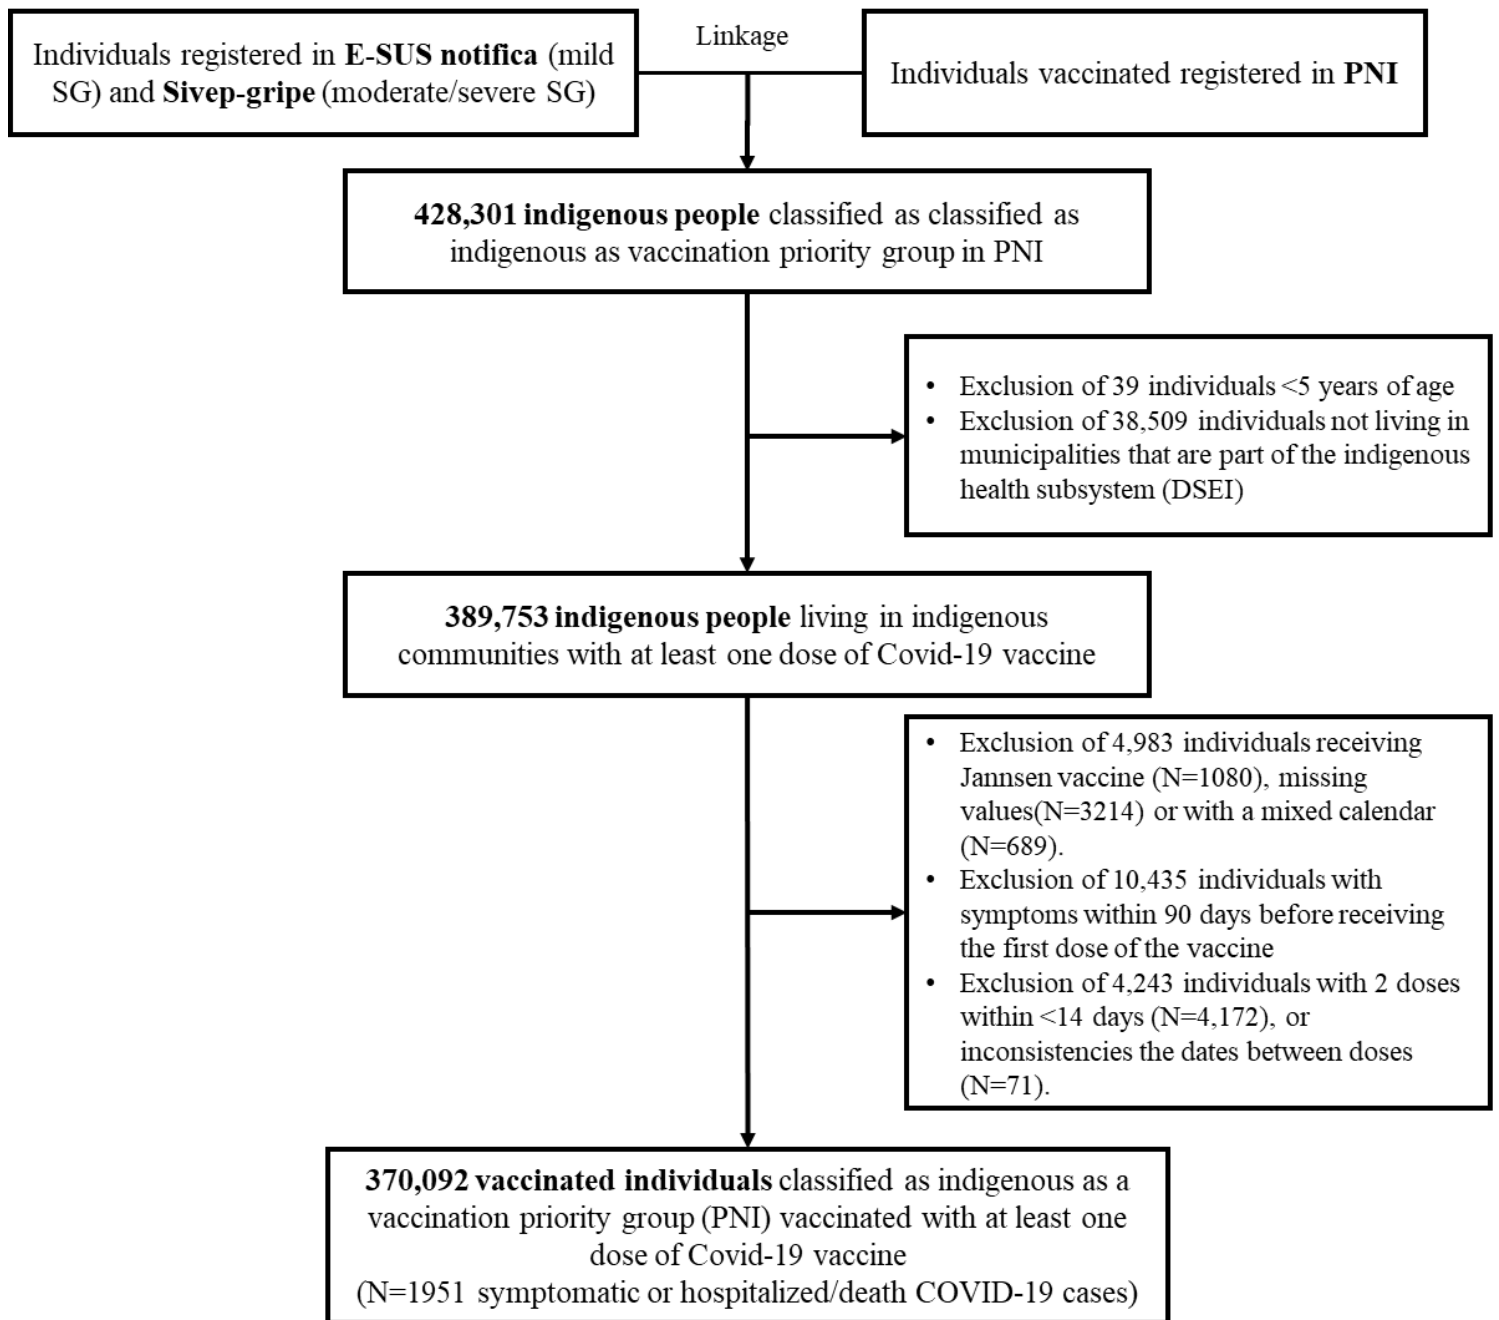 Individuals registered in E-SUS notifica (mild
SG) and Sivep-gripe (moderate/severe SG)
Linkage
Individuals vaccinated registered in PNI
428,301 indigenous people classified as classified as
indigenous as vaccination priority group in PNI
• Exclusion of 39 individuals <5 years of age
• Exclusion of 38,509 individuals not living in
municipalities that are part of the indigenous
health subsystem (DSEI)
389,753 indigenous people living in indigenous
communities with at least one dose of Covid-19 vaccine
• Exclusion of 4,983 individuals receiving
Jannsen vaccine (N=1080), missing
values(N=3214) or with a mixed calendar
(N=689).
• Exclusion of 10,435 individuals with
symptoms within 90 days before receiving
the first dose of the vaccine
• Exclusion of 4,243 individuals with 2 doses
within <14 days (N=4,172), or
inconsistencies the dates between doses
(N=71).
370,092 vaccinated individuals classified as indigenous as a
vaccination priority group (PNI) vaccinated with at least one
dose of Covid-19 vaccine
(N=1951 symptomatic or hospitalized/death COVID-19 cases)